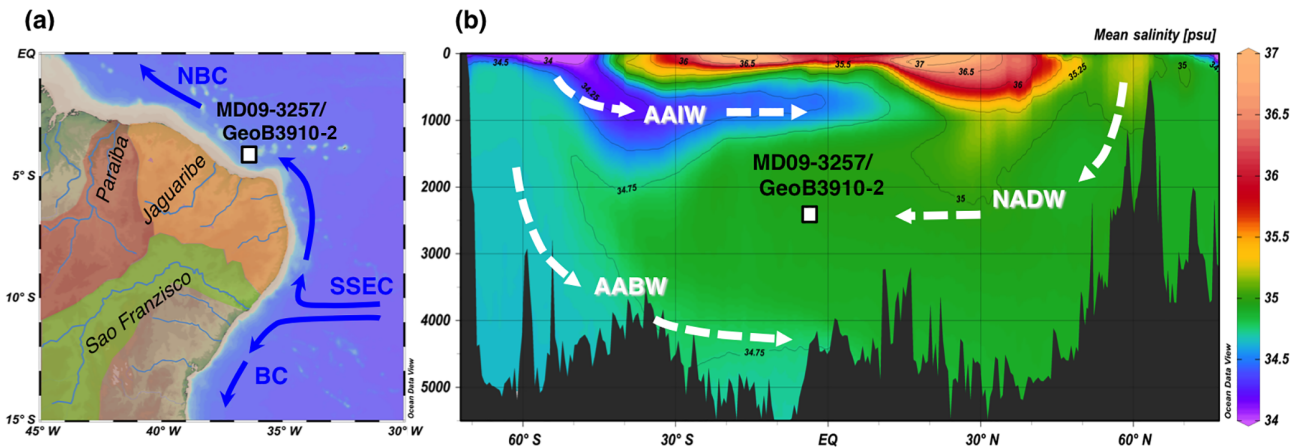 (a)
EQ
5° S
10° S
15° S
45° W
40° W
35° W
30° W
NBC
MD09-3257/
GeoB3910-2
Paraiba
Jaguaribe
Sao Franzisco
SSEC
BC
Ocean Data View
(b)
Mean salinity [psu]
0
1000
2000
3000
4000
5000
60° S
30° S
EQ
30° N
60° N
34.5
34
34.25
36
36.5
35.5
37
36.5
36
35.25
35
34.75
35
34.75
AAIW
MD09-3257/
GeoB3910-2
NADW
AABW
Ocean Data View
37
36.5
36
35.5
35
34.5
34